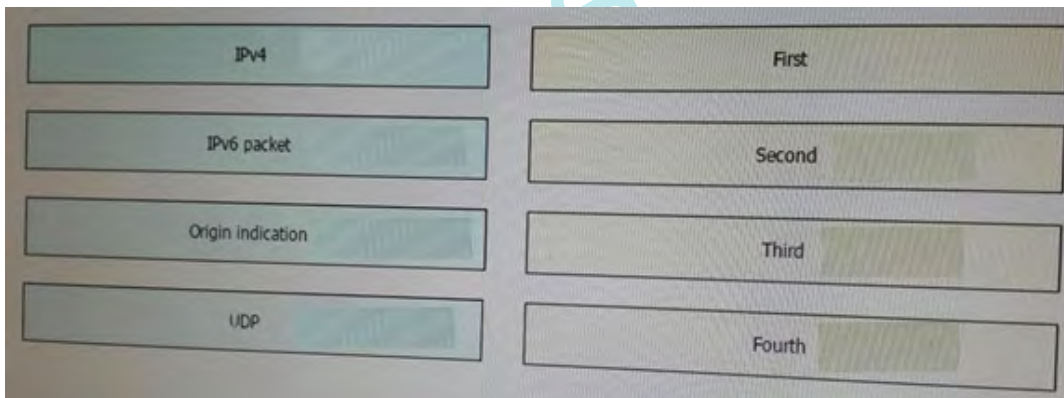 IPv4
IPv6 packet
Origin indication
UDP
First
Second
Third
Fourth